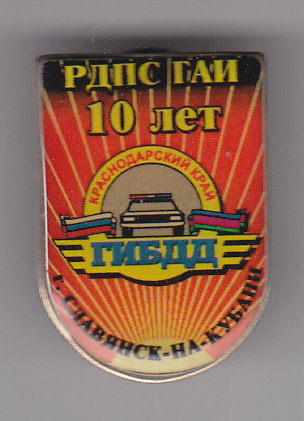 РДПС ГАИ
10 лет
КРАСНОДАРСКИЙ КРАЙ
ГИБДД
г. СЛАВЯНСК-НА-КУБАНИ